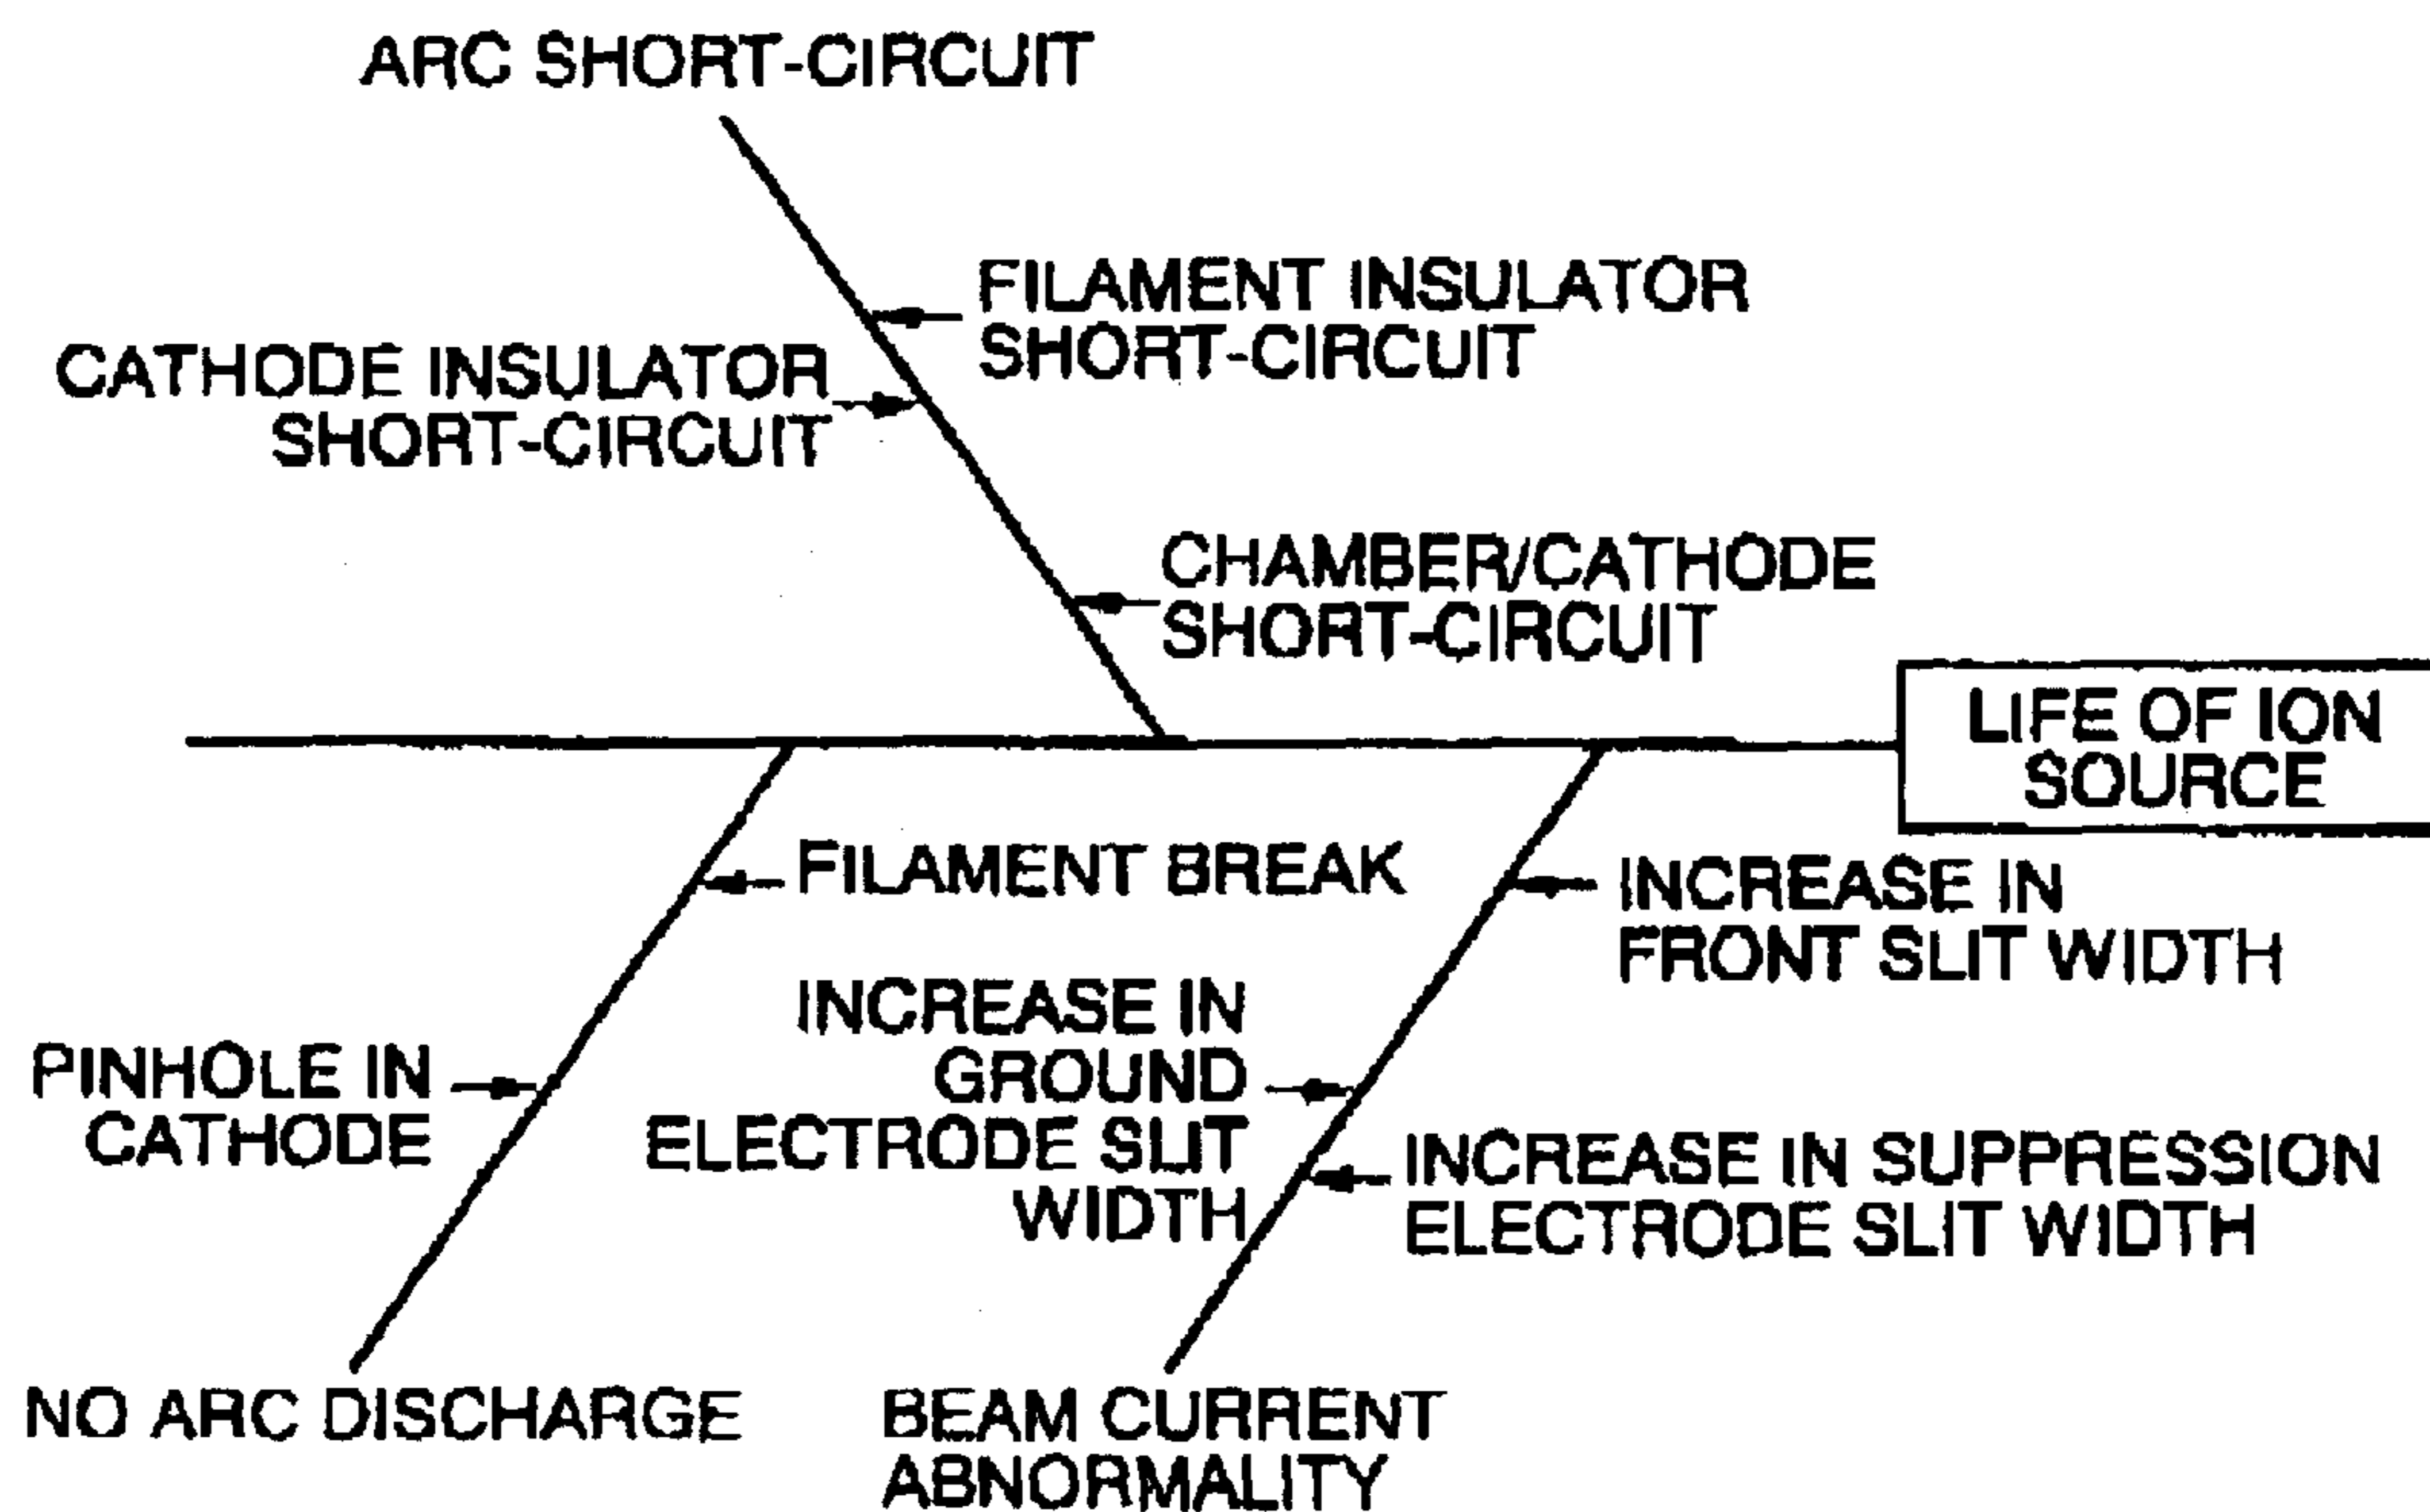 ARC SHORT-CIRCUIT
FILAMENT INSULATOR
SHORT-CIRCUIT
CATHODE INSULATOR
SHORT-CIRCUIT
CHAMBER/CATHODE
SHORT-CIRCUIT
LIFE OF ION
SOURCE
FILAMENT BREAK
INCREASE IN
FRONT SLIT WIDTH
INCREASE IN
GROUND
ELECTRODE SLIT
WIDTH
PINHOLE IN
CATHODE
INCREASE IN SUPPRESSION
ELECTRODE SLIT WIDTH
NO ARC DISCHARGE
BEAM CURRENT
ABNORMALITY